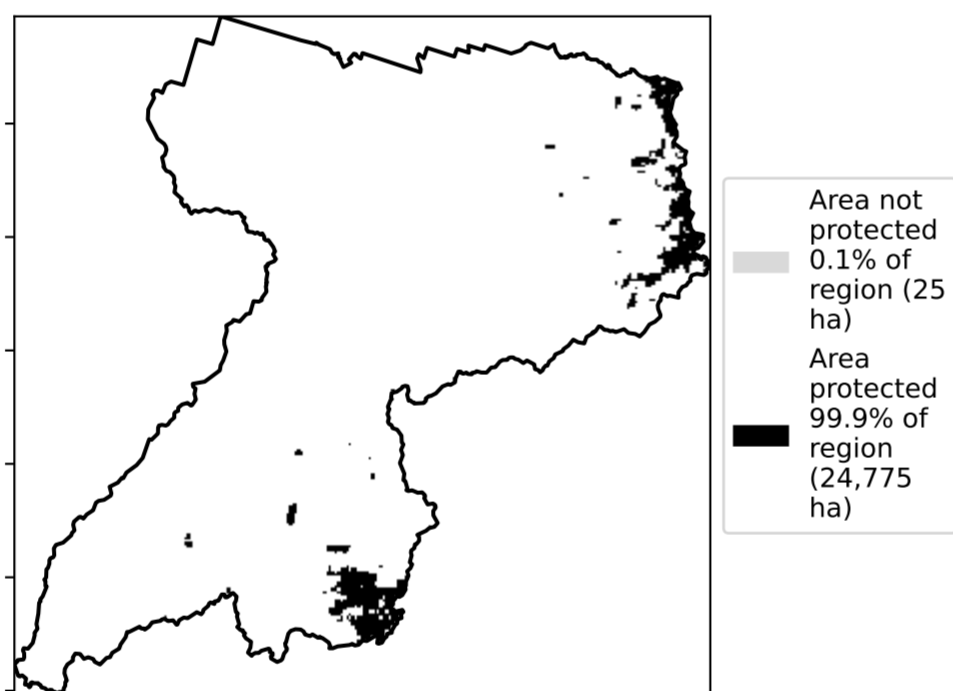 Area not
protected
0.1% of
region (25
ha)
Area
protected
99.9% of
region
(24,775
ha)